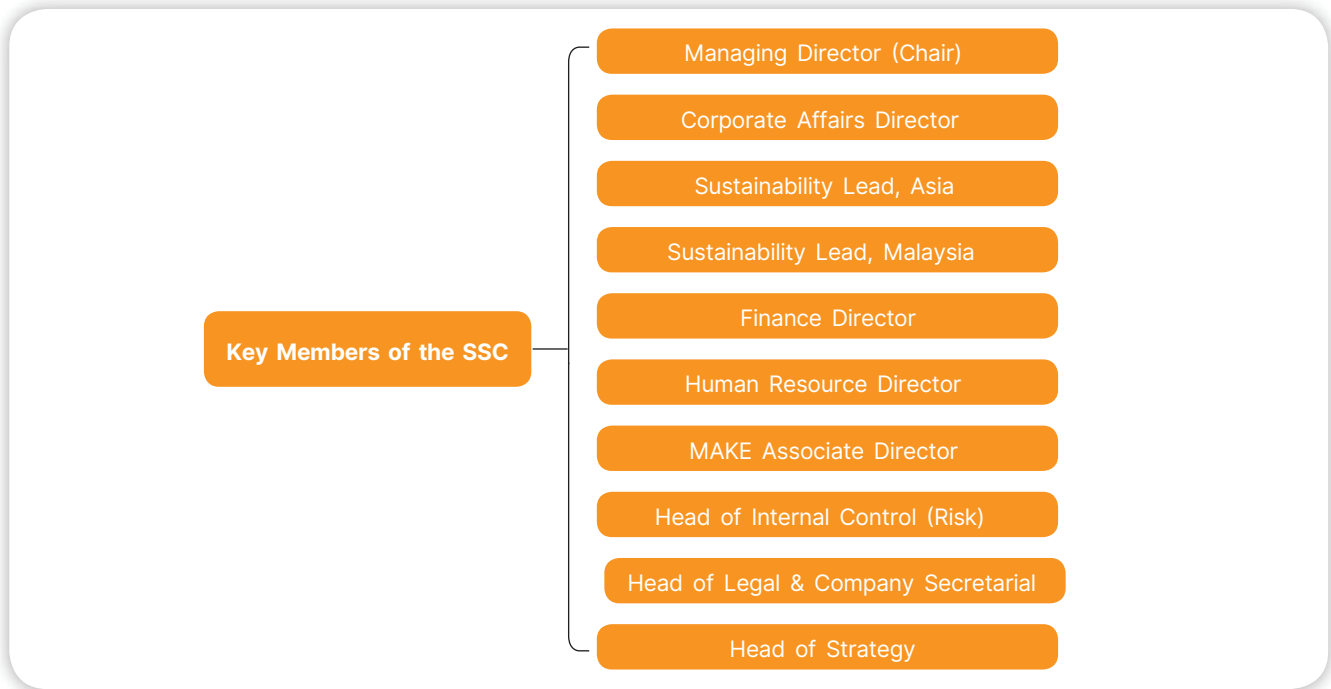 Managing Director (Chair)
Corporate Affairs Director
Sustainability Lead, Asia
Sustainability Lead, Malaysia
Finance Director
Key Members of the SSC
Human Resource Director
MAKE Associate Director
Head of Internal Control (Risk)
Head of Legal & Company Secretarial
Head of Strategy